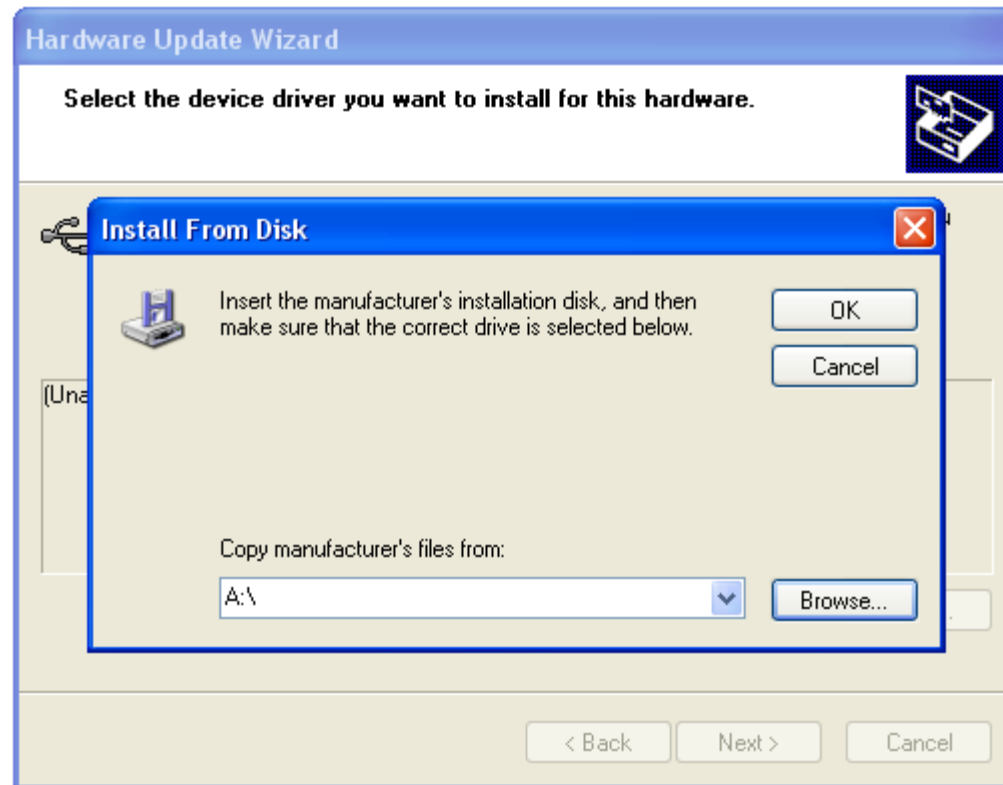 Hardware Update Wizard
Select the device driver you want to install for this hardware.
Install From Disk
Insert the manufacturer's installation disk, and then
make sure that the correct drive is selected below.
OK
Cancel
(Una
Copy manufacturer's files from:
A:\
Browse...
< Back
Next >
Cancel